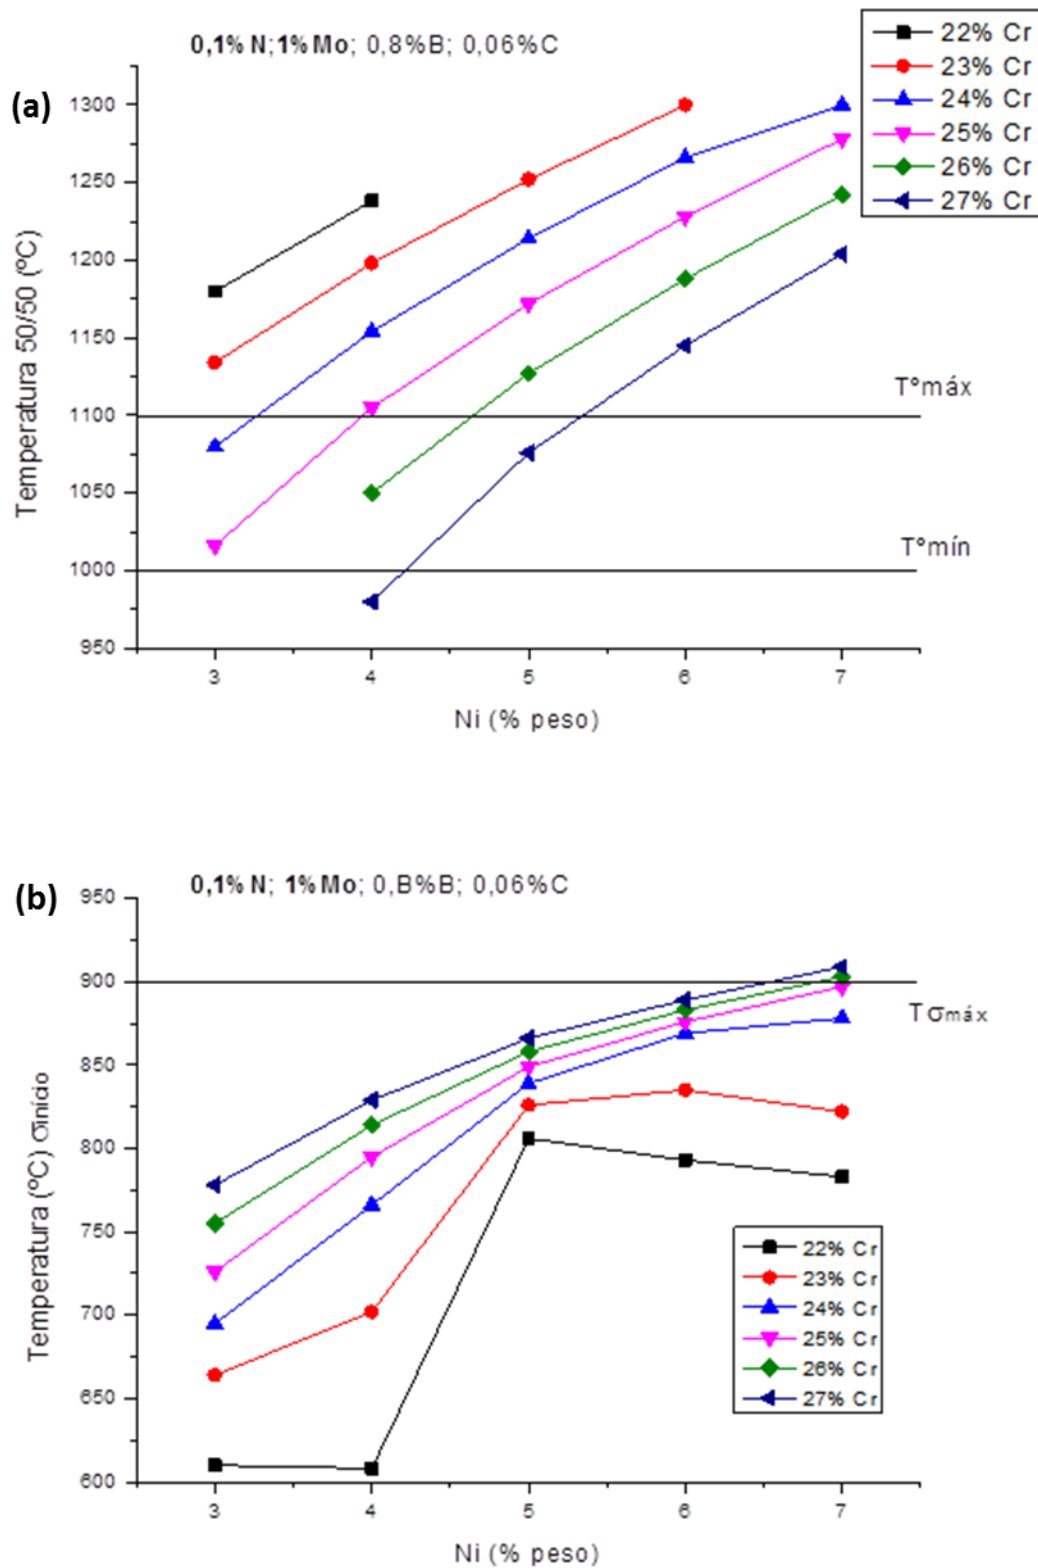 (a)
0,1% N; 1% Mo; 0,8%B; 0,06%C
22% Cr
23% Cr
24% Cr
25% Cr
26% Cr
27% Cr
Temperatura 50/50 (ºC)
1300
1250
1200
1150
1100
1050
1000
950
T°máx
T°mín
3 4 5 6 7
Ni (% peso)
(b)
0,1% N; 1% Mo; 0,B%B; 0,06%C
Temperatura (ºC) σinício
950
900
850
800
750
700
650
600
Tσmáx
22% Cr
23% Cr
24% Cr
25% Cr
26% Cr
27% Cr
3 4 5 6 7
Ni (% peso)